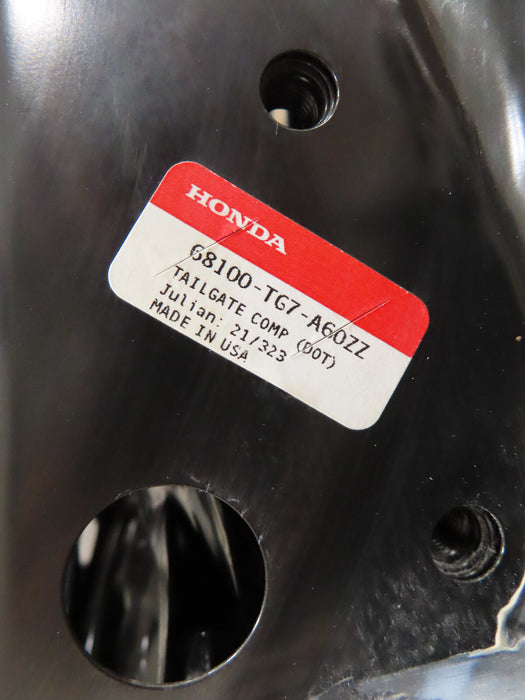 HONDA
68100-TG7-A60ZZ
TAILGATE COMP (DOT)
Julian: 21/323
MADE IN USA